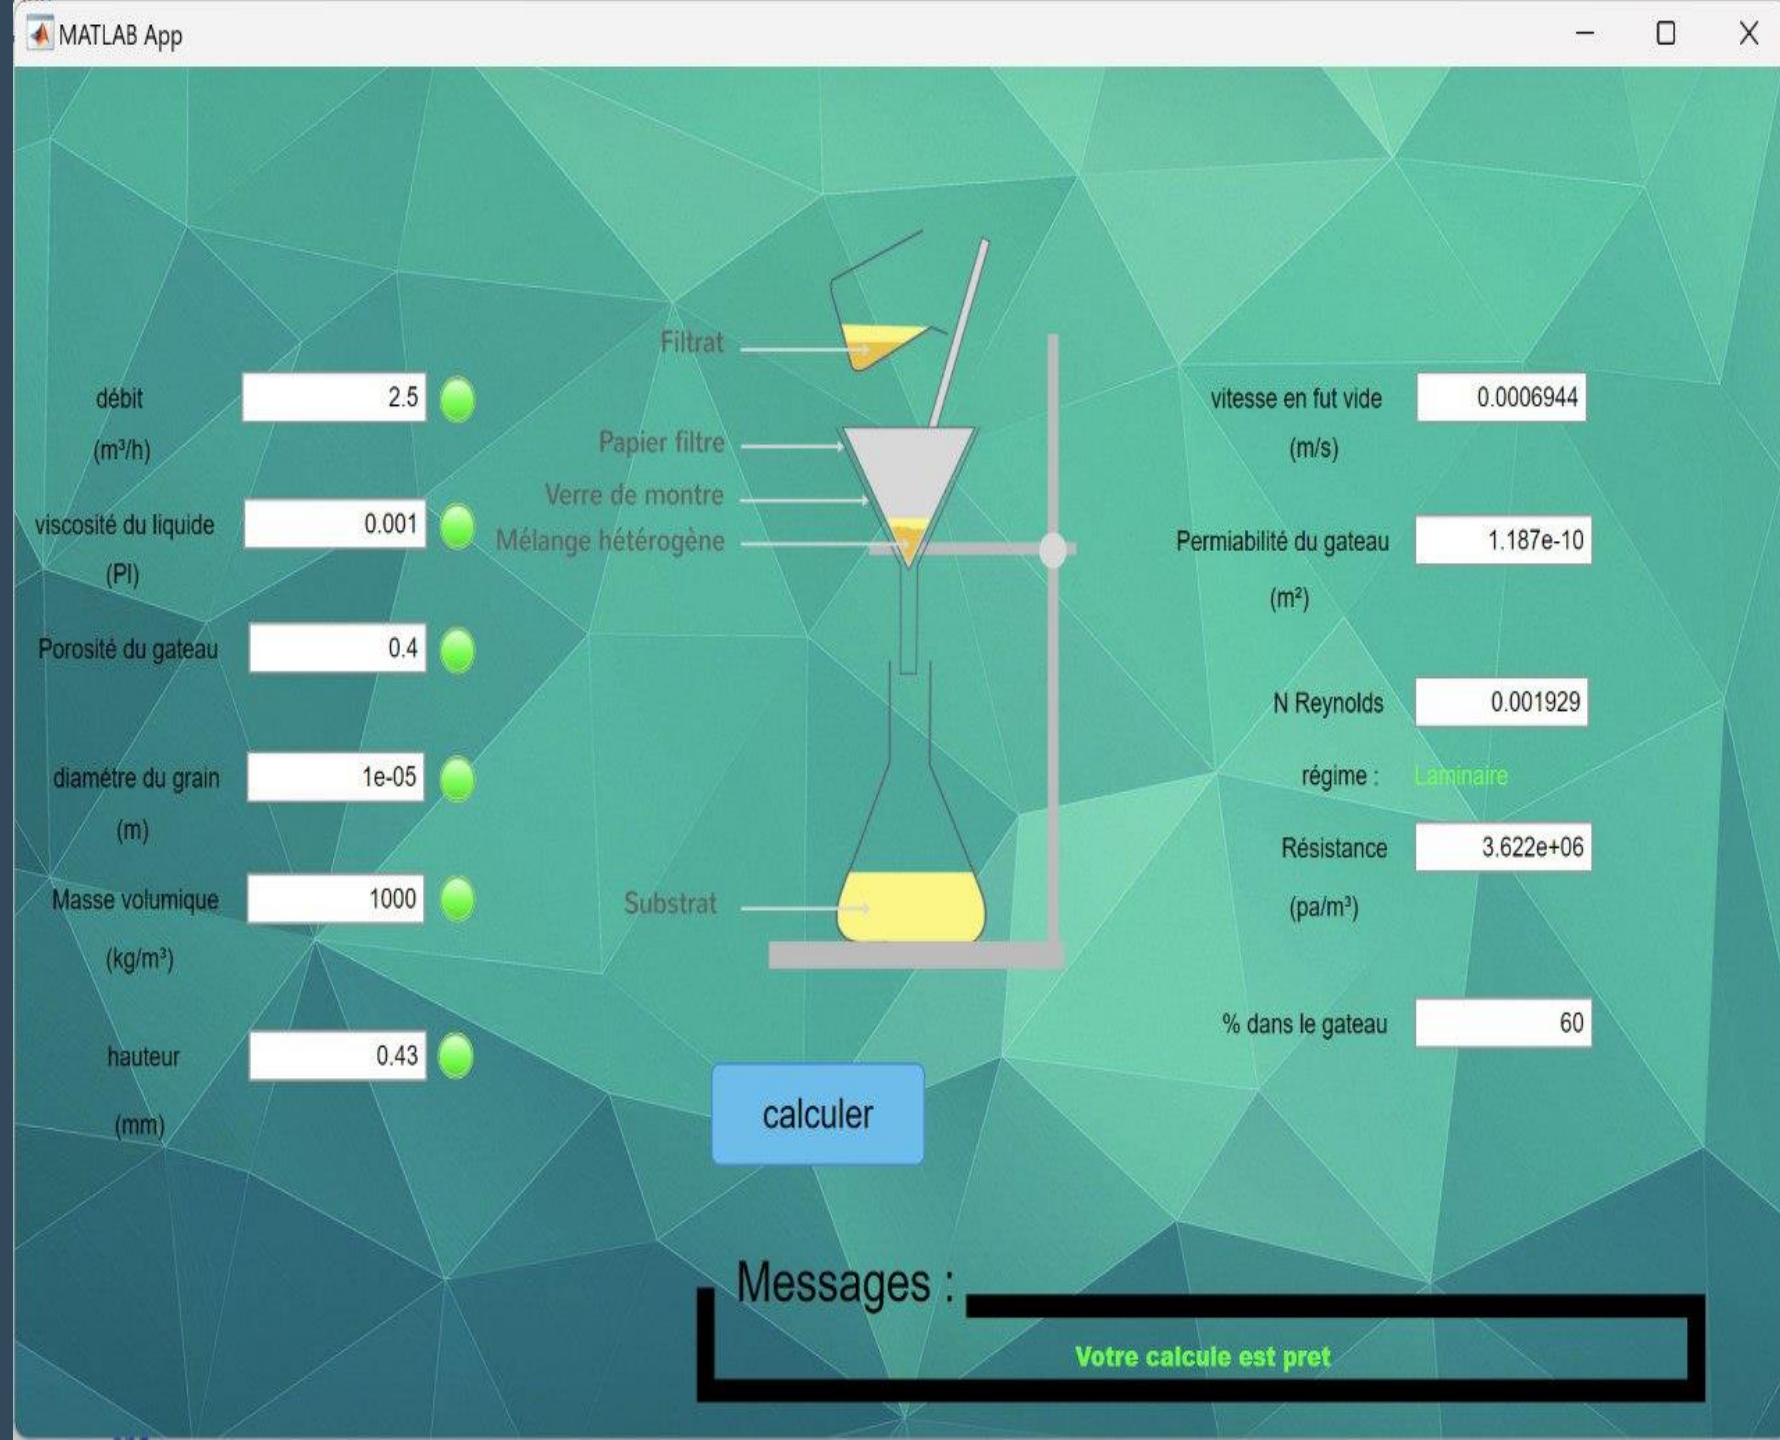 MATLAB App
débit
2.5
(m³/h)
viscosité du liquide
0.001
(Pl)
Porosité du gateau
0.4
diamétre du grain
1e-05
(m)
Masse volumique
1000
(kg/m³)
hauteur
0.43
(mm)
Filtrat
Papier filtre
Verre de montre
Mélange hétérogène
Substrat
calculer
vitesse en fut vide
0.0006944
(m/s)
Permiabilité du gateau
1.187e-10
(m²)
N Reynolds
0.001929
régime : Laminaire
Résistance
3.622e+06
(pa/m³)
% dans le gateau
60
Messages :
Votre calcule est pret